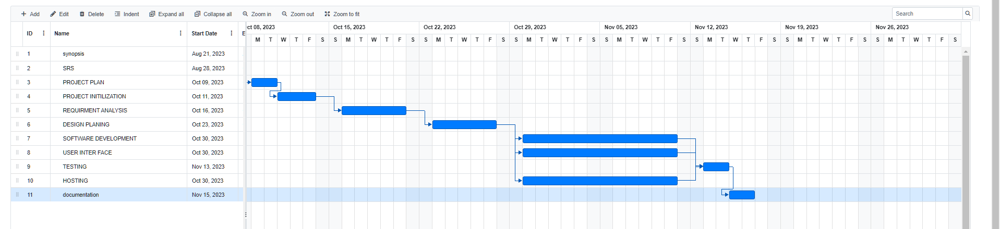 Add Edit Delete Indent Expand all Collapse all Zoom in Zoom out Zoom to fit Search
ct 08, 2023 Oct 15, 2023 Oct 22, 2023 Oct 29, 2023 Nov 05, 2023 Nov 12, 2023 Nov 19, 2023 Nov 26, 2023
ID Name Start Date E
M T W T F S S M T W T F S S M T W T F S S M T W T F S S M T W T F S S M T W T F S S M T W T F S S M T W T F S
1 synopsis Aug 21, 2023
2 SRS Aug 28, 2023
3 PROJECT PLAN Oct 09, 2023
4 PROJECT INITILIZATION Oct 11, 2023
5 REQUIRMENT ANALYSIS Oct 16, 2023
6 DESIGN PLANING Oct 23, 2023
7 SOFTWARE DEVELOPMENT Oct 30, 2023
8 USER INTER FACE Oct 30, 2023
9 TESTING Nov 13, 2023
10 HOSTING Oct 30, 2023
11 documentation Nov 15, 2023